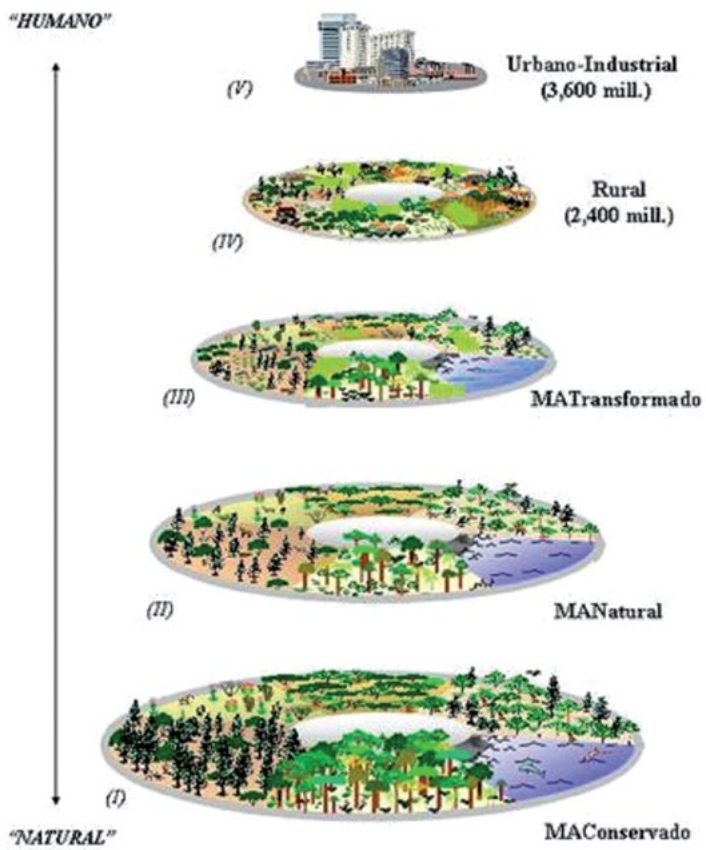 "HUMANO"
(V)
Urbano-Industrial
(3,600 mill.)
(IV)
Rural
(2,400 mill.)
(III)
MATransformado
(II)
MANatural
(I)
MAConservado
"NATURAL"